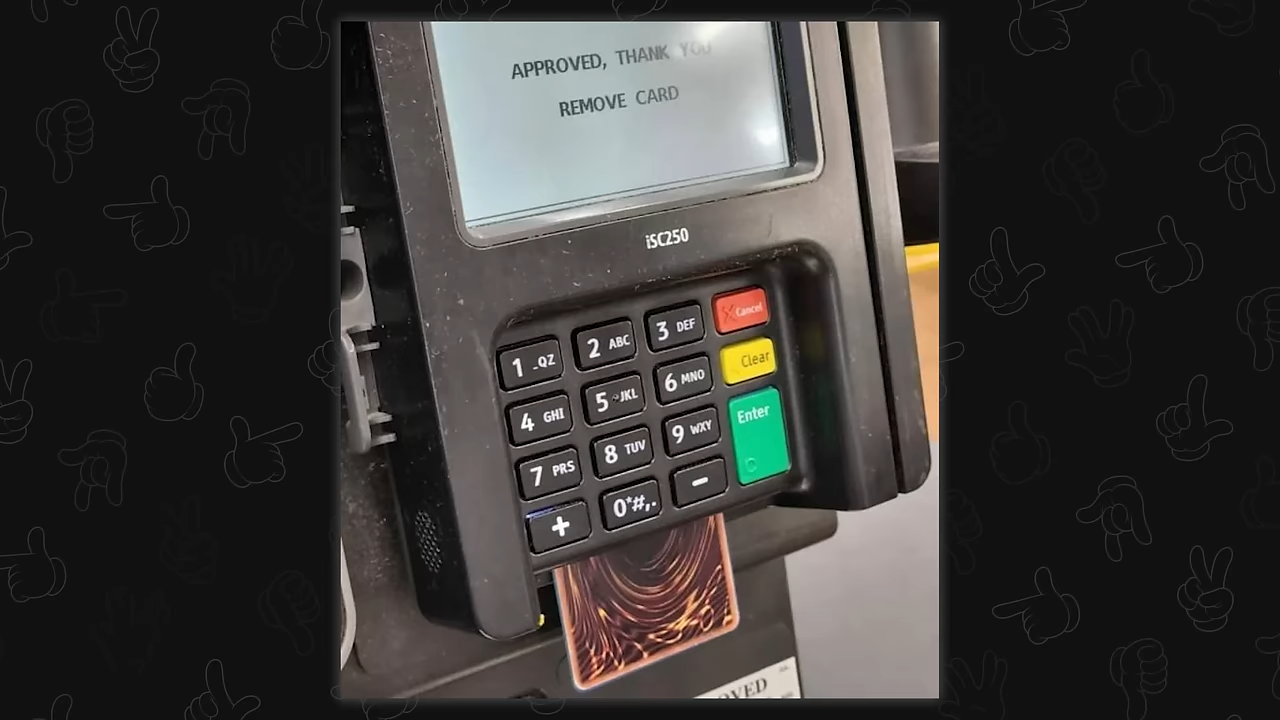 APPROVED, THANK YOU
REMOVE CARD
iSC250
1 -QZ 2 ABC 3 DEF Cancel
4 GHI 5 JKL 6 MNO Clear
7 PRS 8 TUV 9 WXY Enter
+ 0*#,. -
OVED